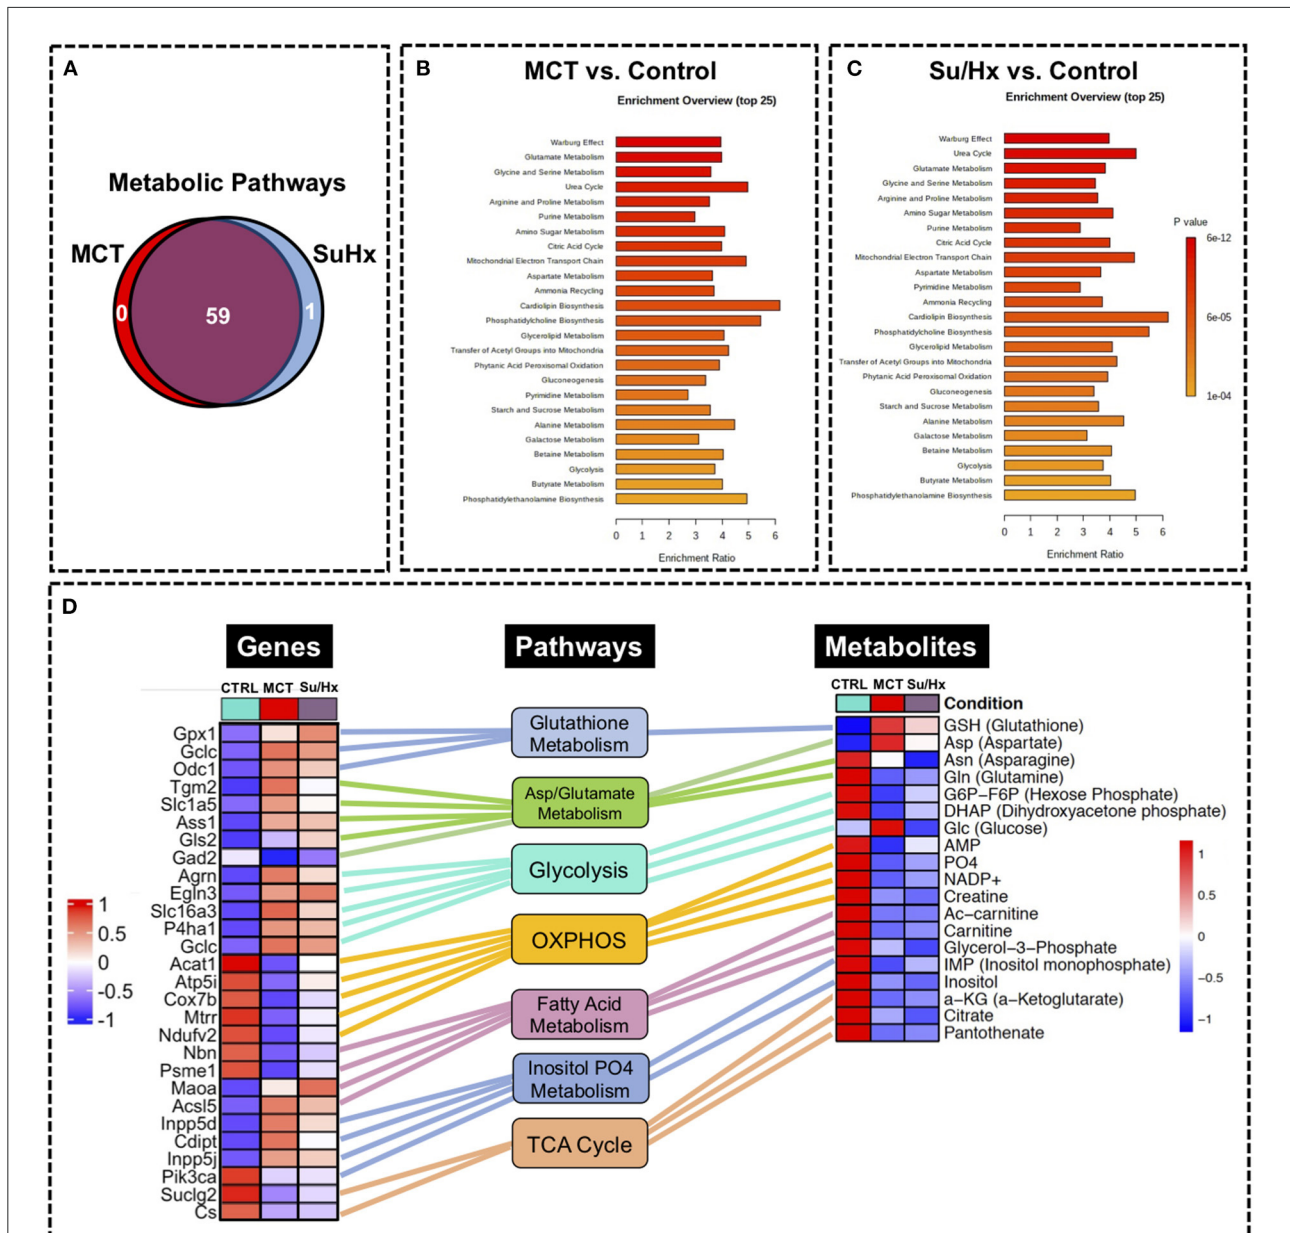 A
Metabolic Pathways
MCT
SuHx
0
59
1
B
MCT vs. Control
Enrichment Overview (top 25)
Warburg Effect
Glutamate Metabolism
Glycine and Serine Metabolism
Urea Cycle
Arginine and Proline Metabolism
Purine Metabolism
Amino Sugar Metabolism
Citric Acid Cycle
Mitochondrial Electron Transport Chain
Aspartate Metabolism
Ammonia Recycling
Cardiolipin Biosynthesis
Phosphatidylcholine Biosynthesis
Glycerolipid Metabolism
Transfer of Acetyl Groups into Mitochondria
Phytanic Acid Peroxisomal Oxidation
Gluconeogenesis
Pyrimidine Metabolism
Starch and Sucrose Metabolism
Alanine Metabolism
Galactose Metabolism
Betaine Metabolism
Glycolysis
Butyrate Metabolism
Phosphatidylethanolamine Biosynthesis
0 1 2 3 4 5 6
Enrichment Ratio
C
Su/Hx vs. Control
Enrichment Overview (top 25)
Warburg Effect
Urea Cycle
Glutamate Metabolism
Glycine and Serine Metabolism
Arginine and Proline Metabolism
Amino Sugar Metabolism
Purine Metabolism
Citric Acid Cycle
Mitochondrial Electron Transport Chain
Aspartate Metabolism
Pyrimidine Metabolism
Ammonia Recycling
Cardiolipin Biosynthesis
Phosphatidylcholine Biosynthesis
Glycerolipid Metabolism
Transfer of Acetyl Groups into Mitochondria
Phytanic Acid Peroxisomal Oxidation
Gluconeogenesis
Starch and Sucrose Metabolism
Alanine Metabolism
Galactose Metabolism
Betaine Metabolism
Glycolysis
Butyrate Metabolism
Phosphatidylethanolamine Biosynthesis
0 1 2 3 4 5 6
Enrichment Ratio
P value
6e-12
6e-05
1e-04
D
Genes
CTRL MCT Su/Hx
Gpx1
Gclc
Odc1
Tgm2
Slc1a5
Ass1
Gls2
Gad2
Agrn
Egln3
Slc16a3
P4ha1
Gclc
Acat1
Atp5i
Cox7b
Mtrr
Ndufv2
Nbn
Psme1
Maoa
Acsl5
Inpp5d
Cdipt
Inpp5j
Pik3ca
Suclg2
Cs
1
0.5
0
-0.5
-1
Pathways
Glutathione
Metabolism
Asp/Glutamate
Metabolism
Glycolysis
OXPHOS
Fatty Acid
Metabolism
Inositol PO4
Metabolism
TCA Cycle
Metabolites
CTRL MCT Su/Hx
Condition
GSH (Glutathione)
Asp (Aspartate)
Asn (Asparagine)
Gln (Glutamine)
G6P−F6P (Hexose Phosphate)
DHAP (Dihydroxyacetone phosphate)
Glc (Glucose)
AMP
PO4
NADP+
Creatine
Ac−carnitine
Carnitine
Glycerol−3−Phosphate
IMP (Inositol monophosphate)
Inositol
a−KG (a−Ketoglutarate)
Citrate
Pantothenate
1
0.5
0
−0.5
−1